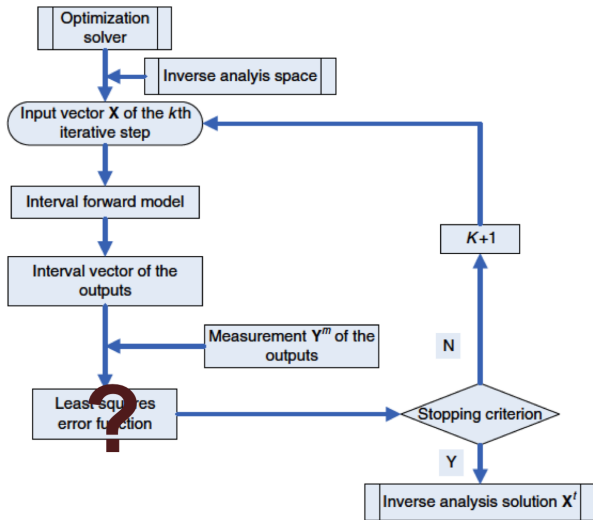 Optimization
solver
Inverse analyis space
Input vector X of the kth
iterative step
Interval forward model
K+1
Interval vector of the
outputs
Measurement Y^m of the
outputs
N
Least squares
error function
?
Stopping criterion
Y
Inverse analysis solution X^t